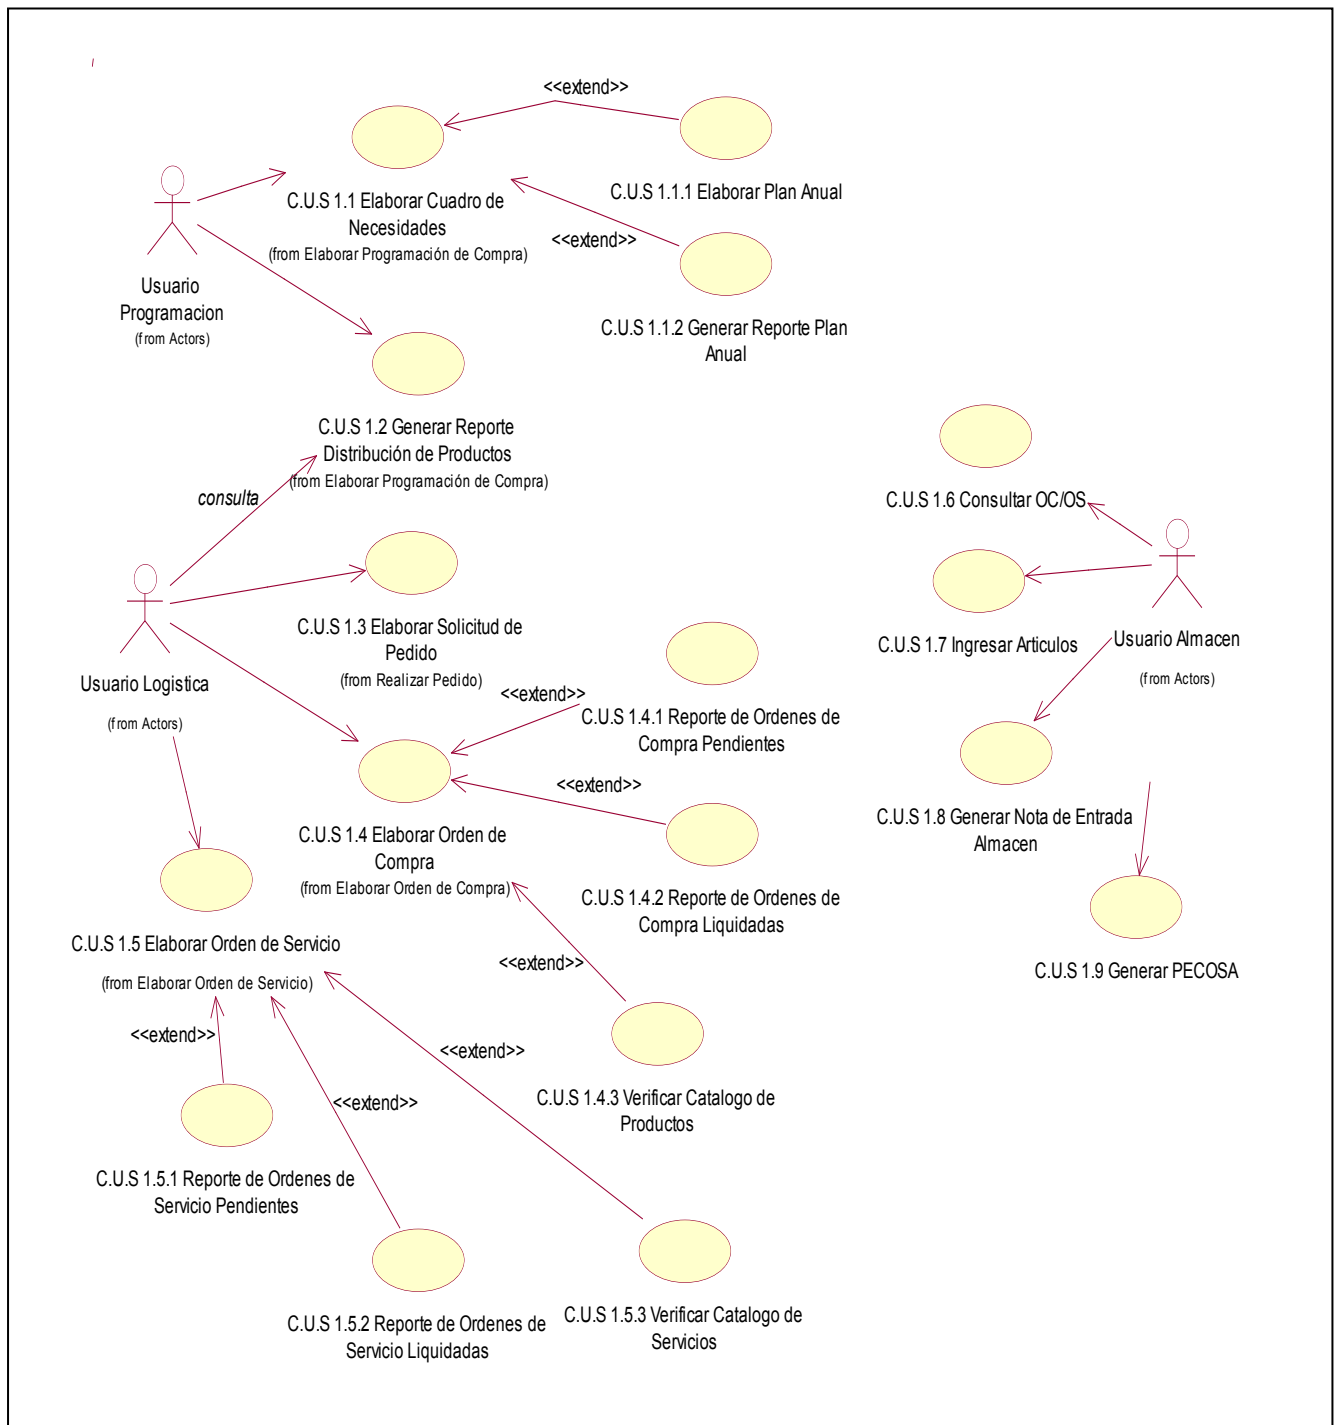 <<extend>>
C.U.S 1.1 Elaborar Cuadro de
Necesidades
(from Elaborar Programación de Compra)
C.U.S 1.1.1 Elaborar Plan Anual
<<extend>>
Usuario
Programacion
(from Actors)
C.U.S 1.1.2 Generar Reporte Plan
Anual
C.U.S 1.2 Generar Reporte
Distribución de Productos
(from Elaborar Programación de Compra)
consulta
C.U.S 1.6 Consultar OC/OS
C.U.S 1.3 Elaborar Solicitud de
Pedido
(from Realizar Pedido)
C.U.S 1.7 Ingresar Articulos
Usuario Almacen
(from Actors)
Usuario Logistica
(from Actors)
<<extend>>
C.U.S 1.4.1 Reporte de Ordenes de
Compra Pendientes
<<extend>>
C.U.S 1.4 Elaborar Orden de
Compra
(from Elaborar Orden de Compra)
C.U.S 1.8 Generar Nota de Entrada
Almacen
C.U.S 1.4.2 Reporte de Ordenes de
Compra Liquidadas
C.U.S 1.5 Elaborar Orden de Servicio
(from Elaborar Orden de Servicio)
<<extend>>
C.U.S 1.9 Generar PECOSA
<<extend>>
<<extend>>
C.U.S 1.4.3 Verificar Catalogo de
Productos
<<extend>>
C.U.S 1.5.1 Reporte de Ordenes de
Servicio Pendientes
C.U.S 1.5.2 Reporte de Ordenes de
Servicio Liquidadas
C.U.S 1.5.3 Verificar Catalogo de
Servicios